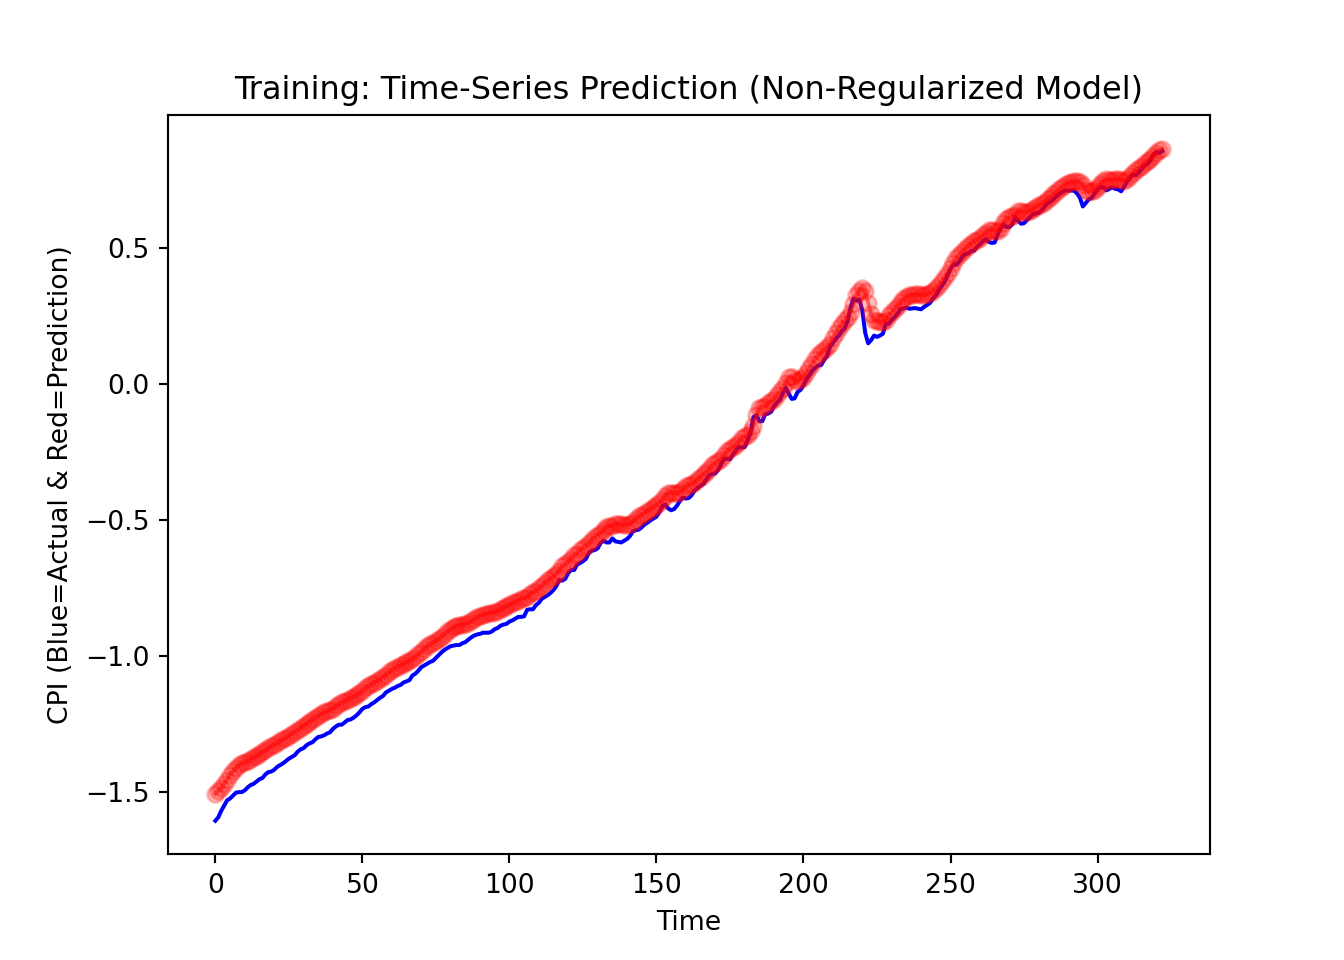 Training: Time-Series Prediction (Non-Regularized Model)
CPI (Blue=Actual & Red=Prediction)
0.5
0.0
−0.5
−1.0
−1.5
0 50 100 150 200 250 300
Time